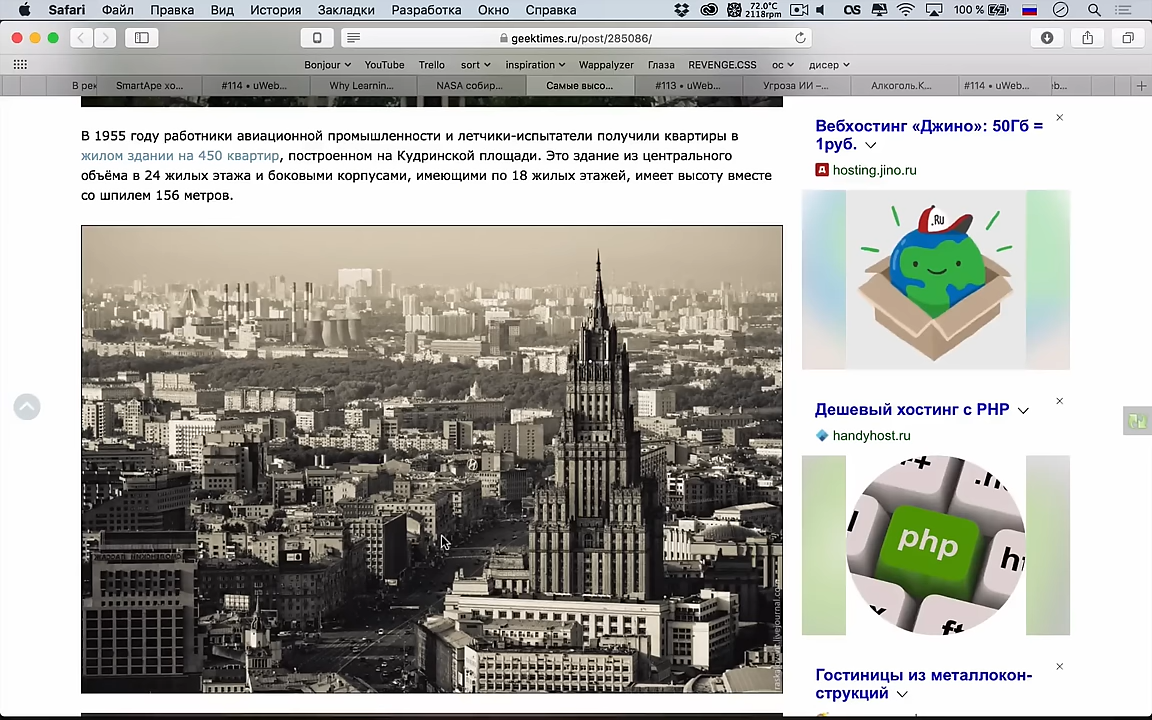 Safari Файл Правка Вид История Закладки Разработка Окно Справка
72.0°C
2118rpm
100 %
geektimes.ru/post/285086/
Bonjour YouTube Trello sort inspiration Wappalyzer Глаза REVENGE.CSS ос дисер
В рек SmartApe хо... #114 • uWeb... Why Learnin... NASA собир... Самые высо... #113 • uWeb... Угроза ИИ –... Алкоголь.К... #114 • uWeb...
В 1955 году работники авиационной промышленности и летчики-испытатели получили квартиры в
жилом здании на 450 квартир, построенном на Кудринской площади. Это здание из центрального
объёма в 24 жилых этажа и боковыми корпусами, имеющими по 18 жилых этажей, имеет высоту вместе
со шпилем 156 метров.
Вебхостинг «Джино»: 50Гб =
1руб.
hosting.jino.ru
.RU
Дешевый хостинг с PHP
handyhost.ru
php
Гостиницы из металлокон-
струкций